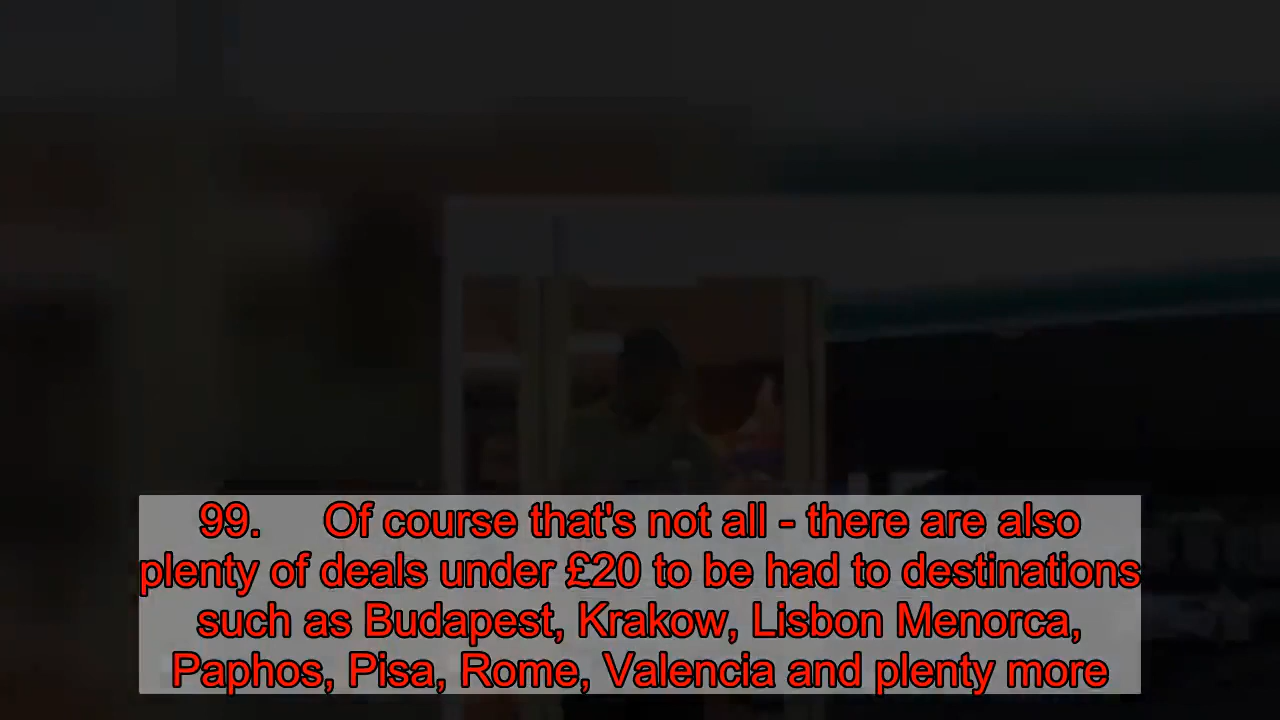 99. Of course that's not all - there are also
plenty of deals under £20 to be had to destinations
such as Budapest, Krakow, Lisbon Menorca,
Paphos, Pisa, Rome, Valencia and plenty more